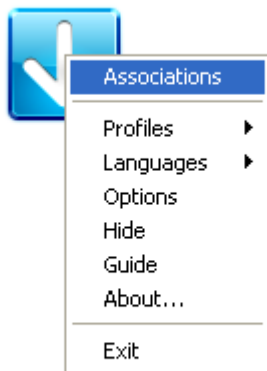 Associations
Profiles
Languages
Options
Hide
Guide
About...
Exit